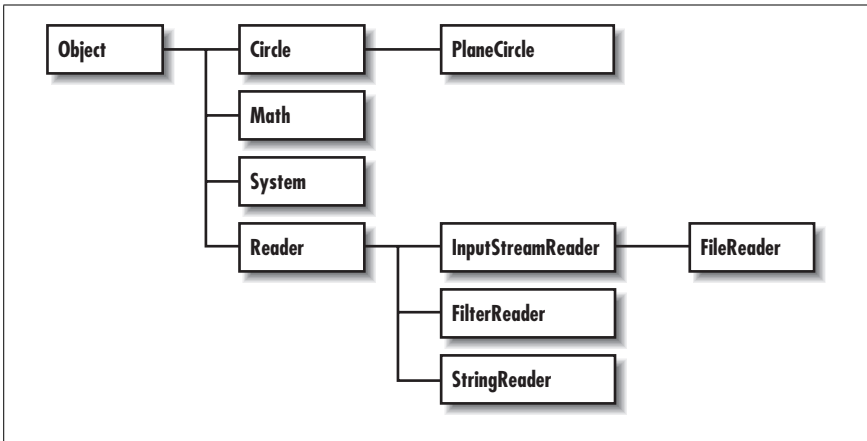 Object
Circle
PlaneCircle
Math
System
Reader
InputStreamReader
FileReader
FilterReader
StringReader